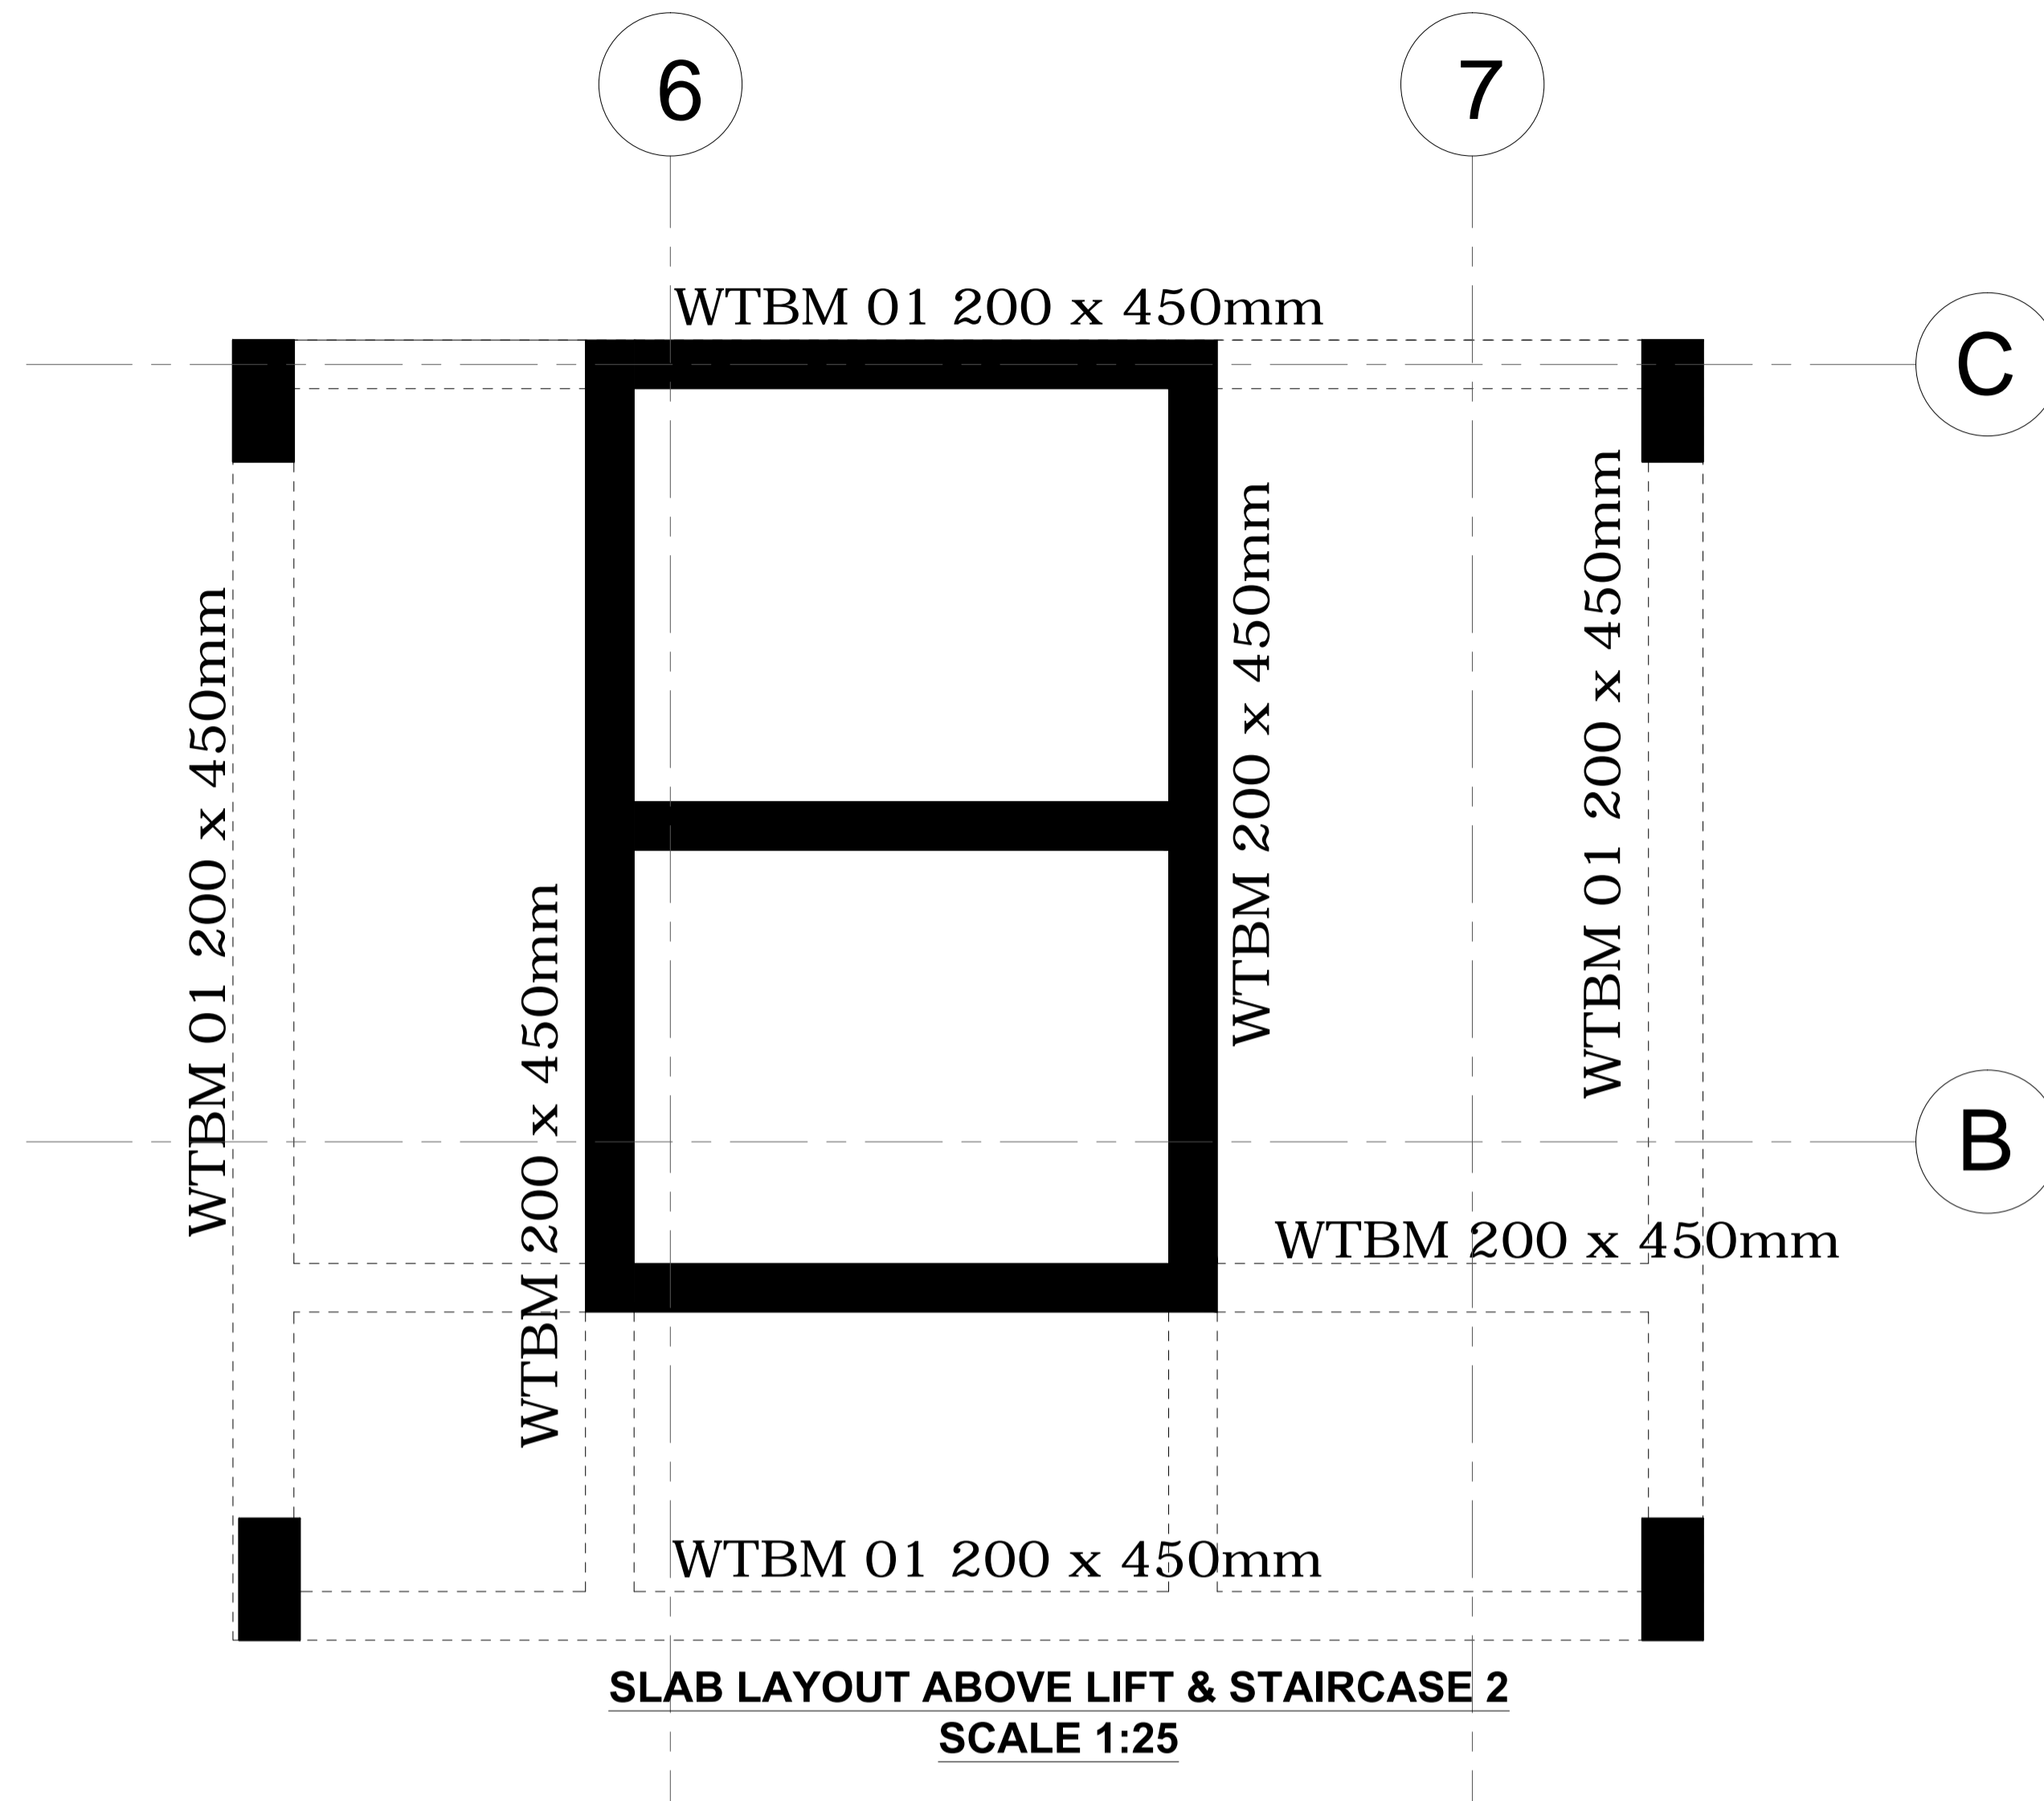 6
7
WTBM 01 200 x 450mm
C
WTBM 01 200 x 450mm
WTBM 200 x 450mm
WTBM 200 x 450mm
WTBM 01 200 x 450mm
B
WTBM 200 x 450mm
WTBM 01 200 x 450mm
SLAB LAYOUT ABOVE LIFT & STAIRCASE 2
SCALE 1:25